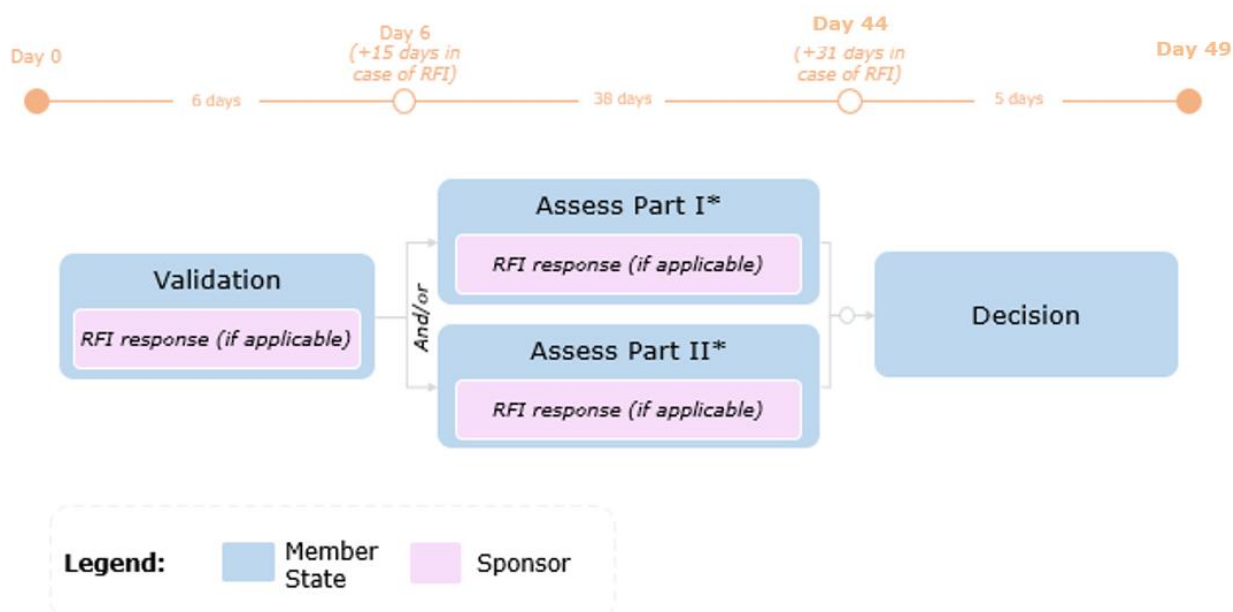 Day 0
Day 6
(+15 days in
case of RFI)
Day 44
(+31 days in
case of RFI)
Day 49
6 days
38 days
5 days
Validation
RFI response (if applicable)
And/or
Assess Part I*
RFI response (if applicable)
Assess Part II*
RFI response (if applicable)
Decision
Legend:
Member
State
Sponsor